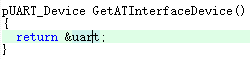 pUART_Device GetATInterfaceDevice()
{
return &uart;
}